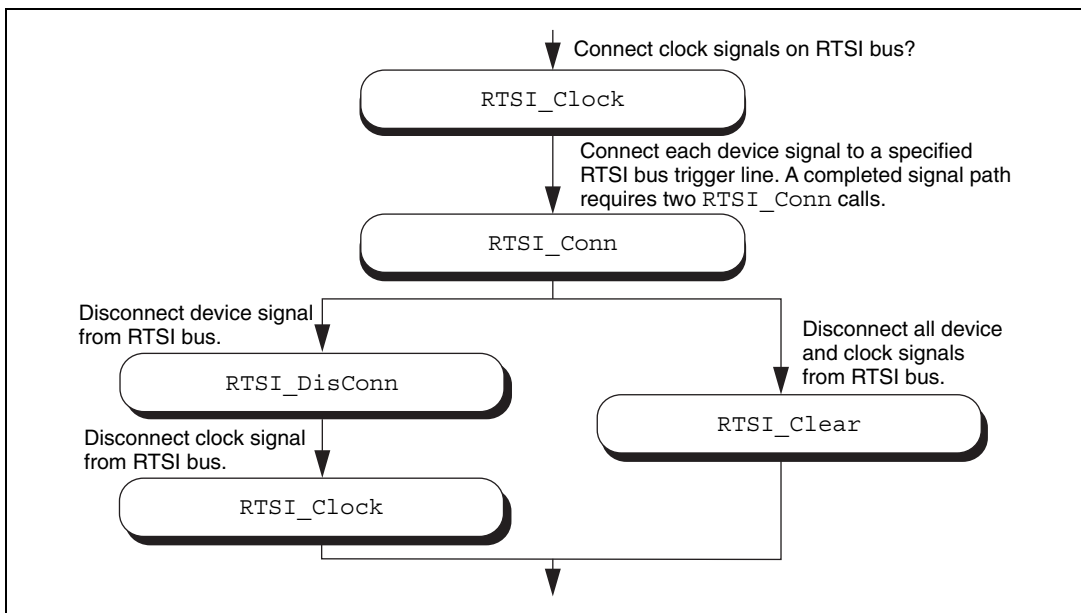 Connect clock signals on RTSI bus?
RTSI_Clock
Connect each device signal to a specified
RTSI bus trigger line. A completed signal path
requires two RTSI_Conn calls.
RTSI_Conn
Disconnect device signal
from RTSI bus.
RTSI_DisConn
Disconnect clock signal
from RTSI bus.
RTSI_Clock
Disconnect all device
and clock signals
from RTSI bus.
RTSI_Clear